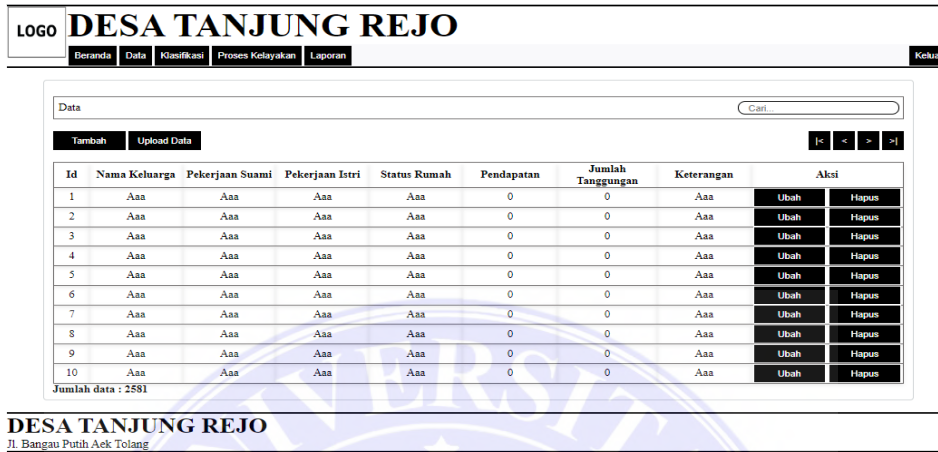 LOGO
DESA TANJUNG REJO
Beranda Data Klasifikasi Proses Kelayakan Laporan Kelua
Data Cari...
Tambah Upload Data |< < > >|
Id Nama Keluarga Pekerjaan Suami Pekerjaan Istri Status Rumah Pendapatan Jumlah Tanggungan Keterangan Aksi
1 Aaa Aaa Aaa Aaa 0 0 Aaa Ubah Hapus
2 Aaa Aaa Aaa Aaa 0 0 Aaa Ubah Hapus
3 Aaa Aaa Aaa Aaa 0 0 Aaa Ubah Hapus
4 Aaa Aaa Aaa Aaa 0 0 Aaa Ubah Hapus
5 Aaa Aaa Aaa Aaa 0 0 Aaa Ubah Hapus
6 Aaa Aaa Aaa Aaa 0 0 Aaa Ubah Hapus
7 Aaa Aaa Aaa Aaa 0 0 Aaa Ubah Hapus
8 Aaa Aaa Aaa Aaa 0 0 Aaa Ubah Hapus
9 Aaa Aaa Aaa Aaa 0 0 Aaa Ubah Hapus
10 Aaa Aaa Aaa Aaa 0 0 Aaa Ubah Hapus
Jumlah data : 2581
DESA TANJUNG REJO
Jl. Bangau Putih Aek Tolang